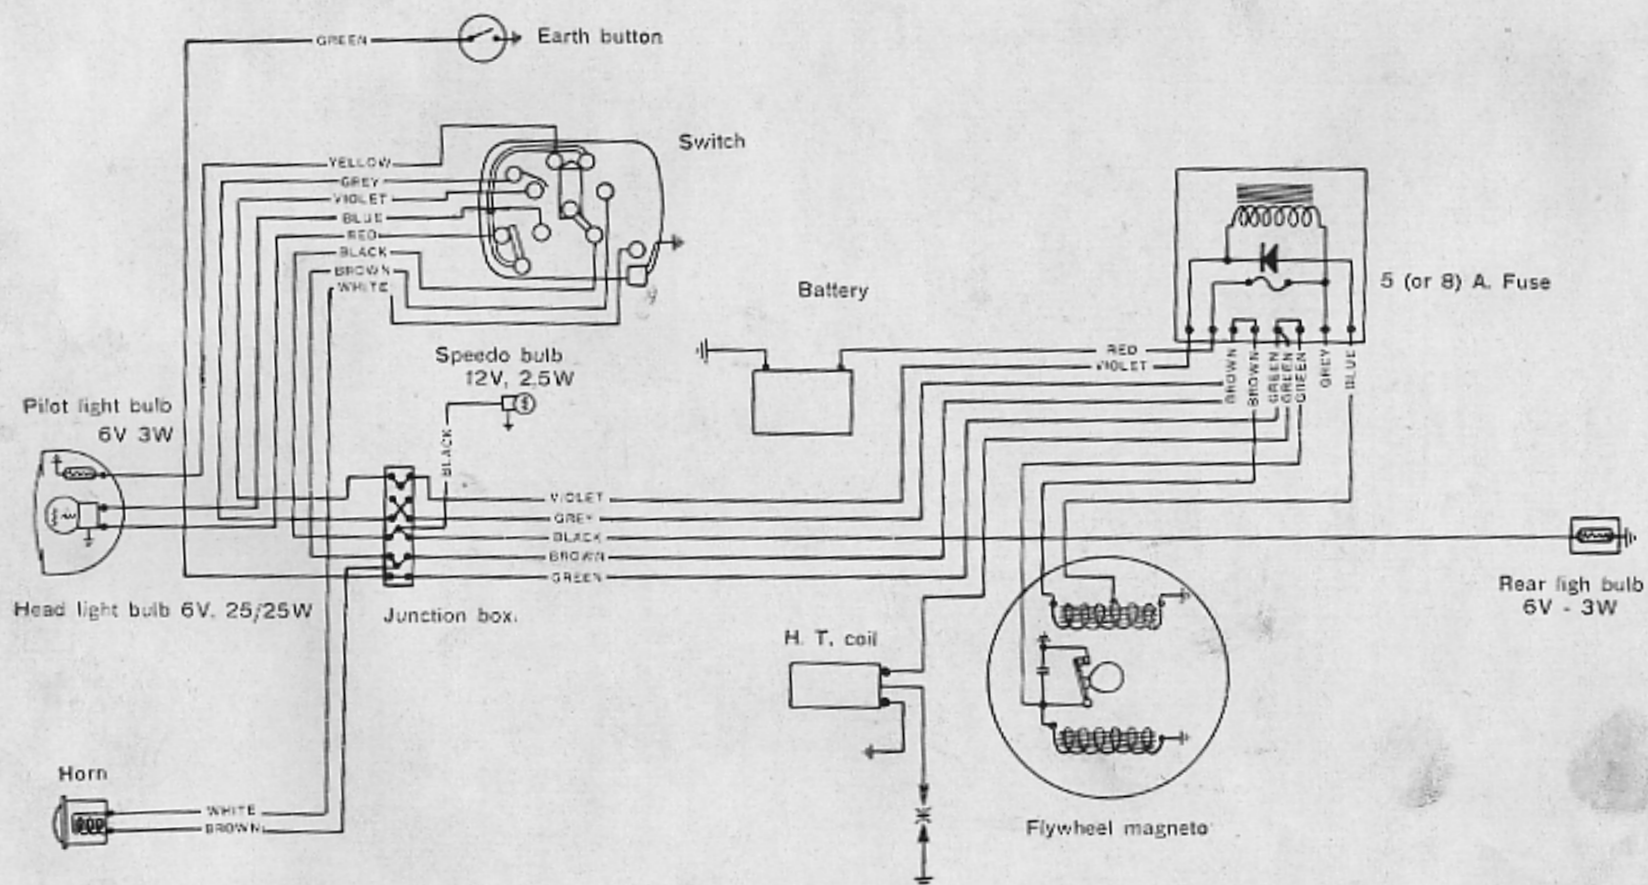 GREEN
Earth button
Switch
YELLOW
GREY
VIOLET
BLUE
RED
BLACK
BROWN
WHITE
Battery
5 (or 8) A. Fuse
RED
VIOLET
BROWN
BROWN
GREEN
GREEN
GREEN
GREY
BLUE
Speedo bulb
12V, 2,5W
BLACK
Pilot light bulb
6V 3W
VIOLET
GREY
BLACK
BROWN
GREEN
Head light bulb 6V, 25/25W
Junction box.
Rear ligh bulb
6V - 3W
H. T. coil
Horn
WHITE
BROWN
Flywheel magneto